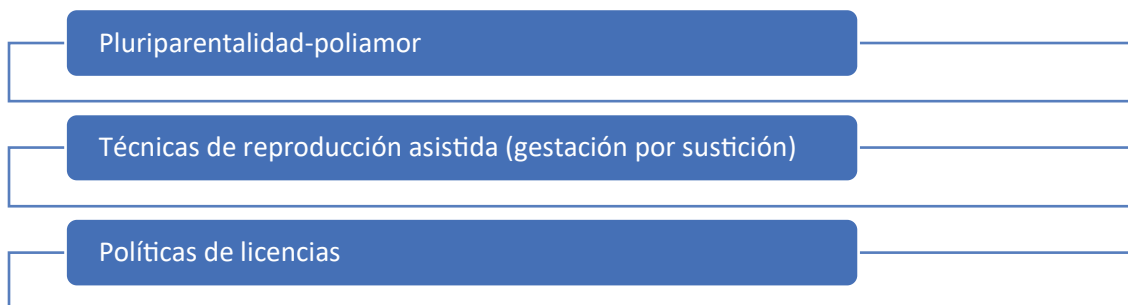 Pluriparentalidad-poliamor
Técnicas de reproducción asistida (gestación por sustición)
Políticas de licencias